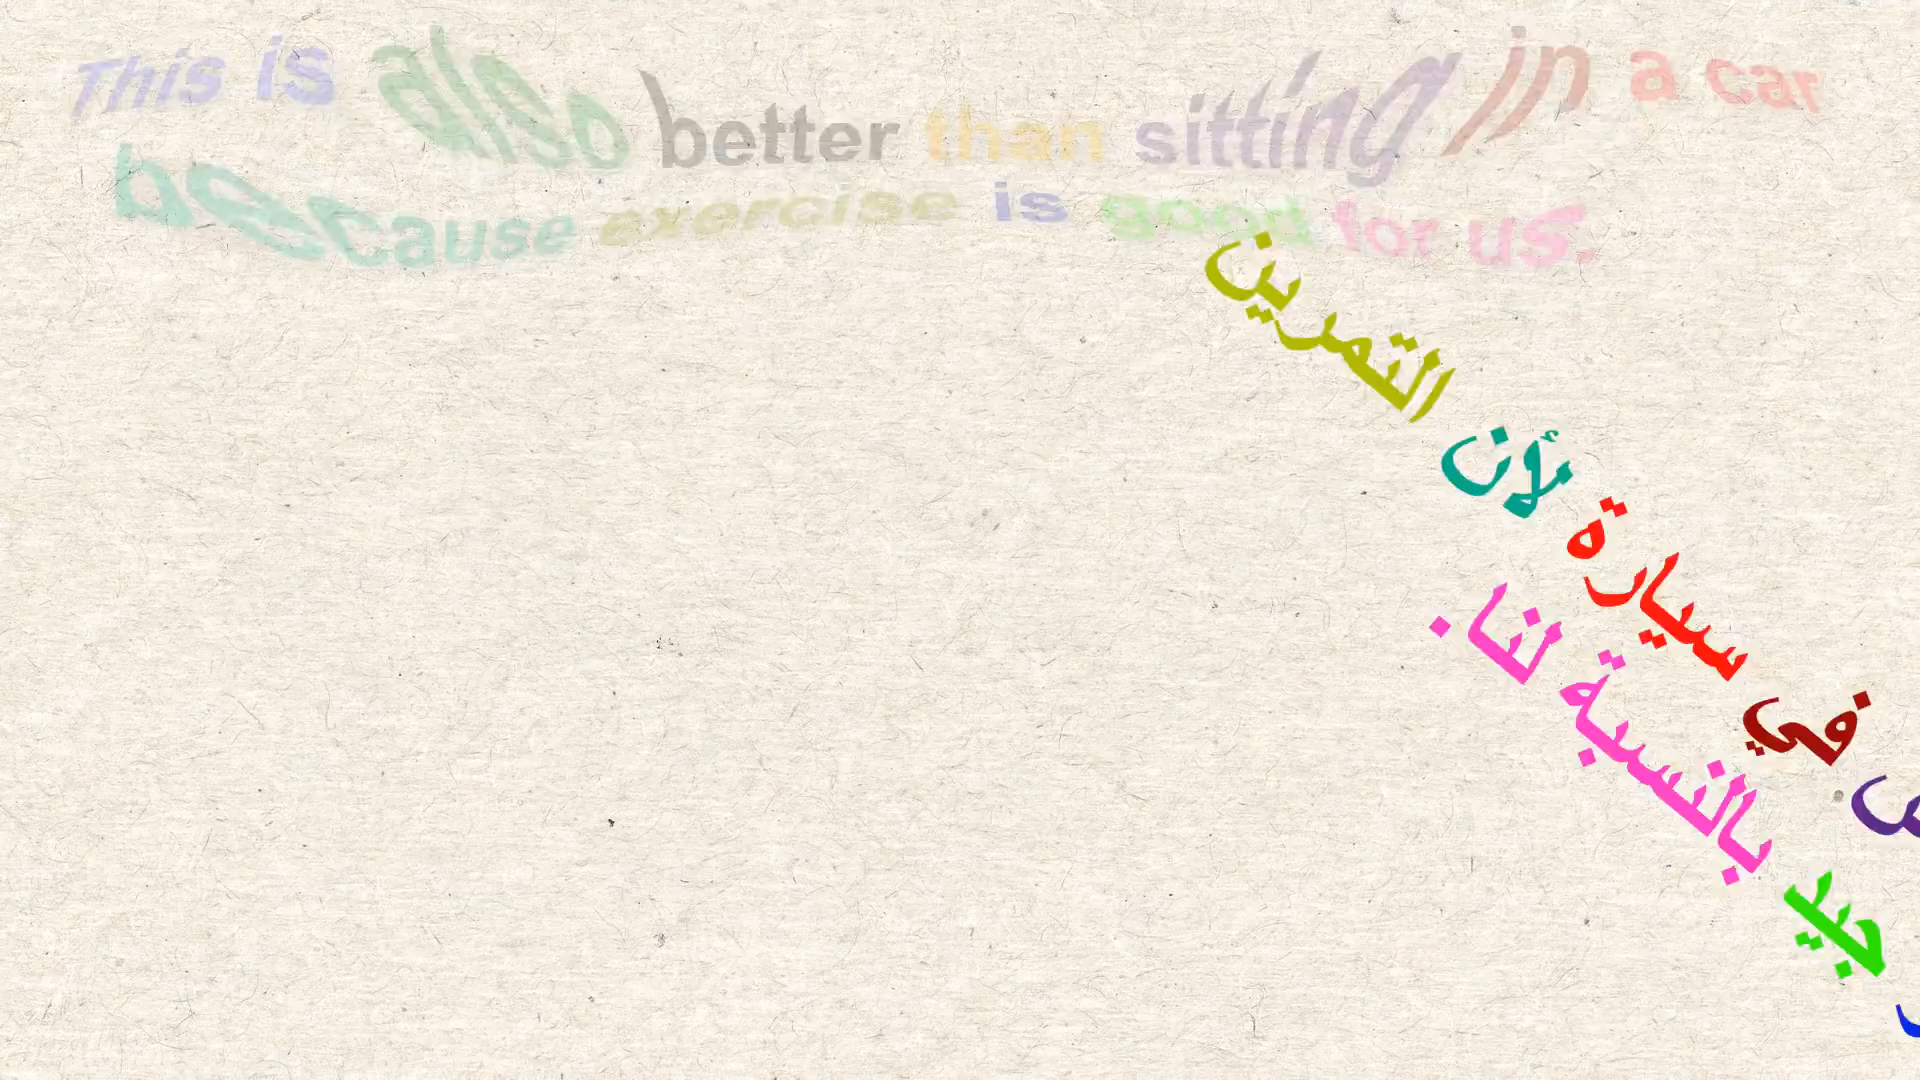 This is also better than sitting in a car
because exercise is good for us.
في سيارة لأن التمرين
جيد بالنسبة لنا.